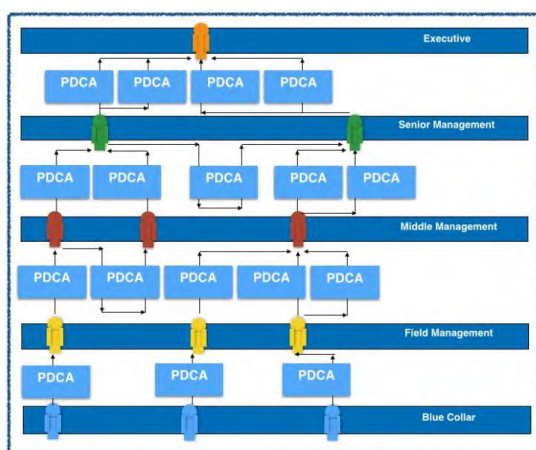 Executive
PDCA PDCA PDCA PDCA
Senior Management
PDCA PDCA PDCA PDCA PDCA
Middle Management
PDCA PDCA PDCA PDCA PDCA
Field Management
PDCA PDCA PDCA
Blue Collar